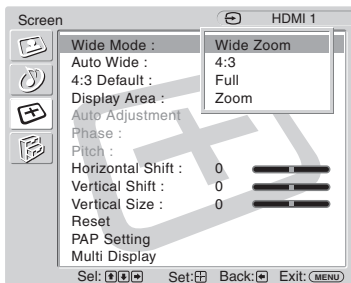 Screen HDMI 1
Wide Mode : Wide Zoom
Auto Wide : 4:3
4:3 Default : Full
Display Area : Zoom
Auto Adjustment
Phase :
Pitch :
Horizontal Shift : 0
Vertical Shift : 0
Vertical Size : 0
Reset
PAP Setting
Multi Display
Sel: Set: Back: Exit: MENU